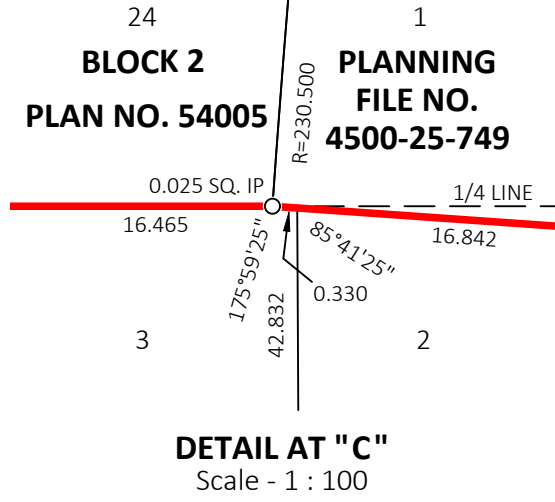 24
1
BLOCK 2
PLAN NO. 54005
PLANNING
FILE NO.
4500-25-749
R=230.500
0.025 SQ. IP
1/4 LINE
16.465
175°59'25"
85°41'25"
16.842
0.330
42.832
3
2
DETAIL AT "C"
Scale - 1 : 100